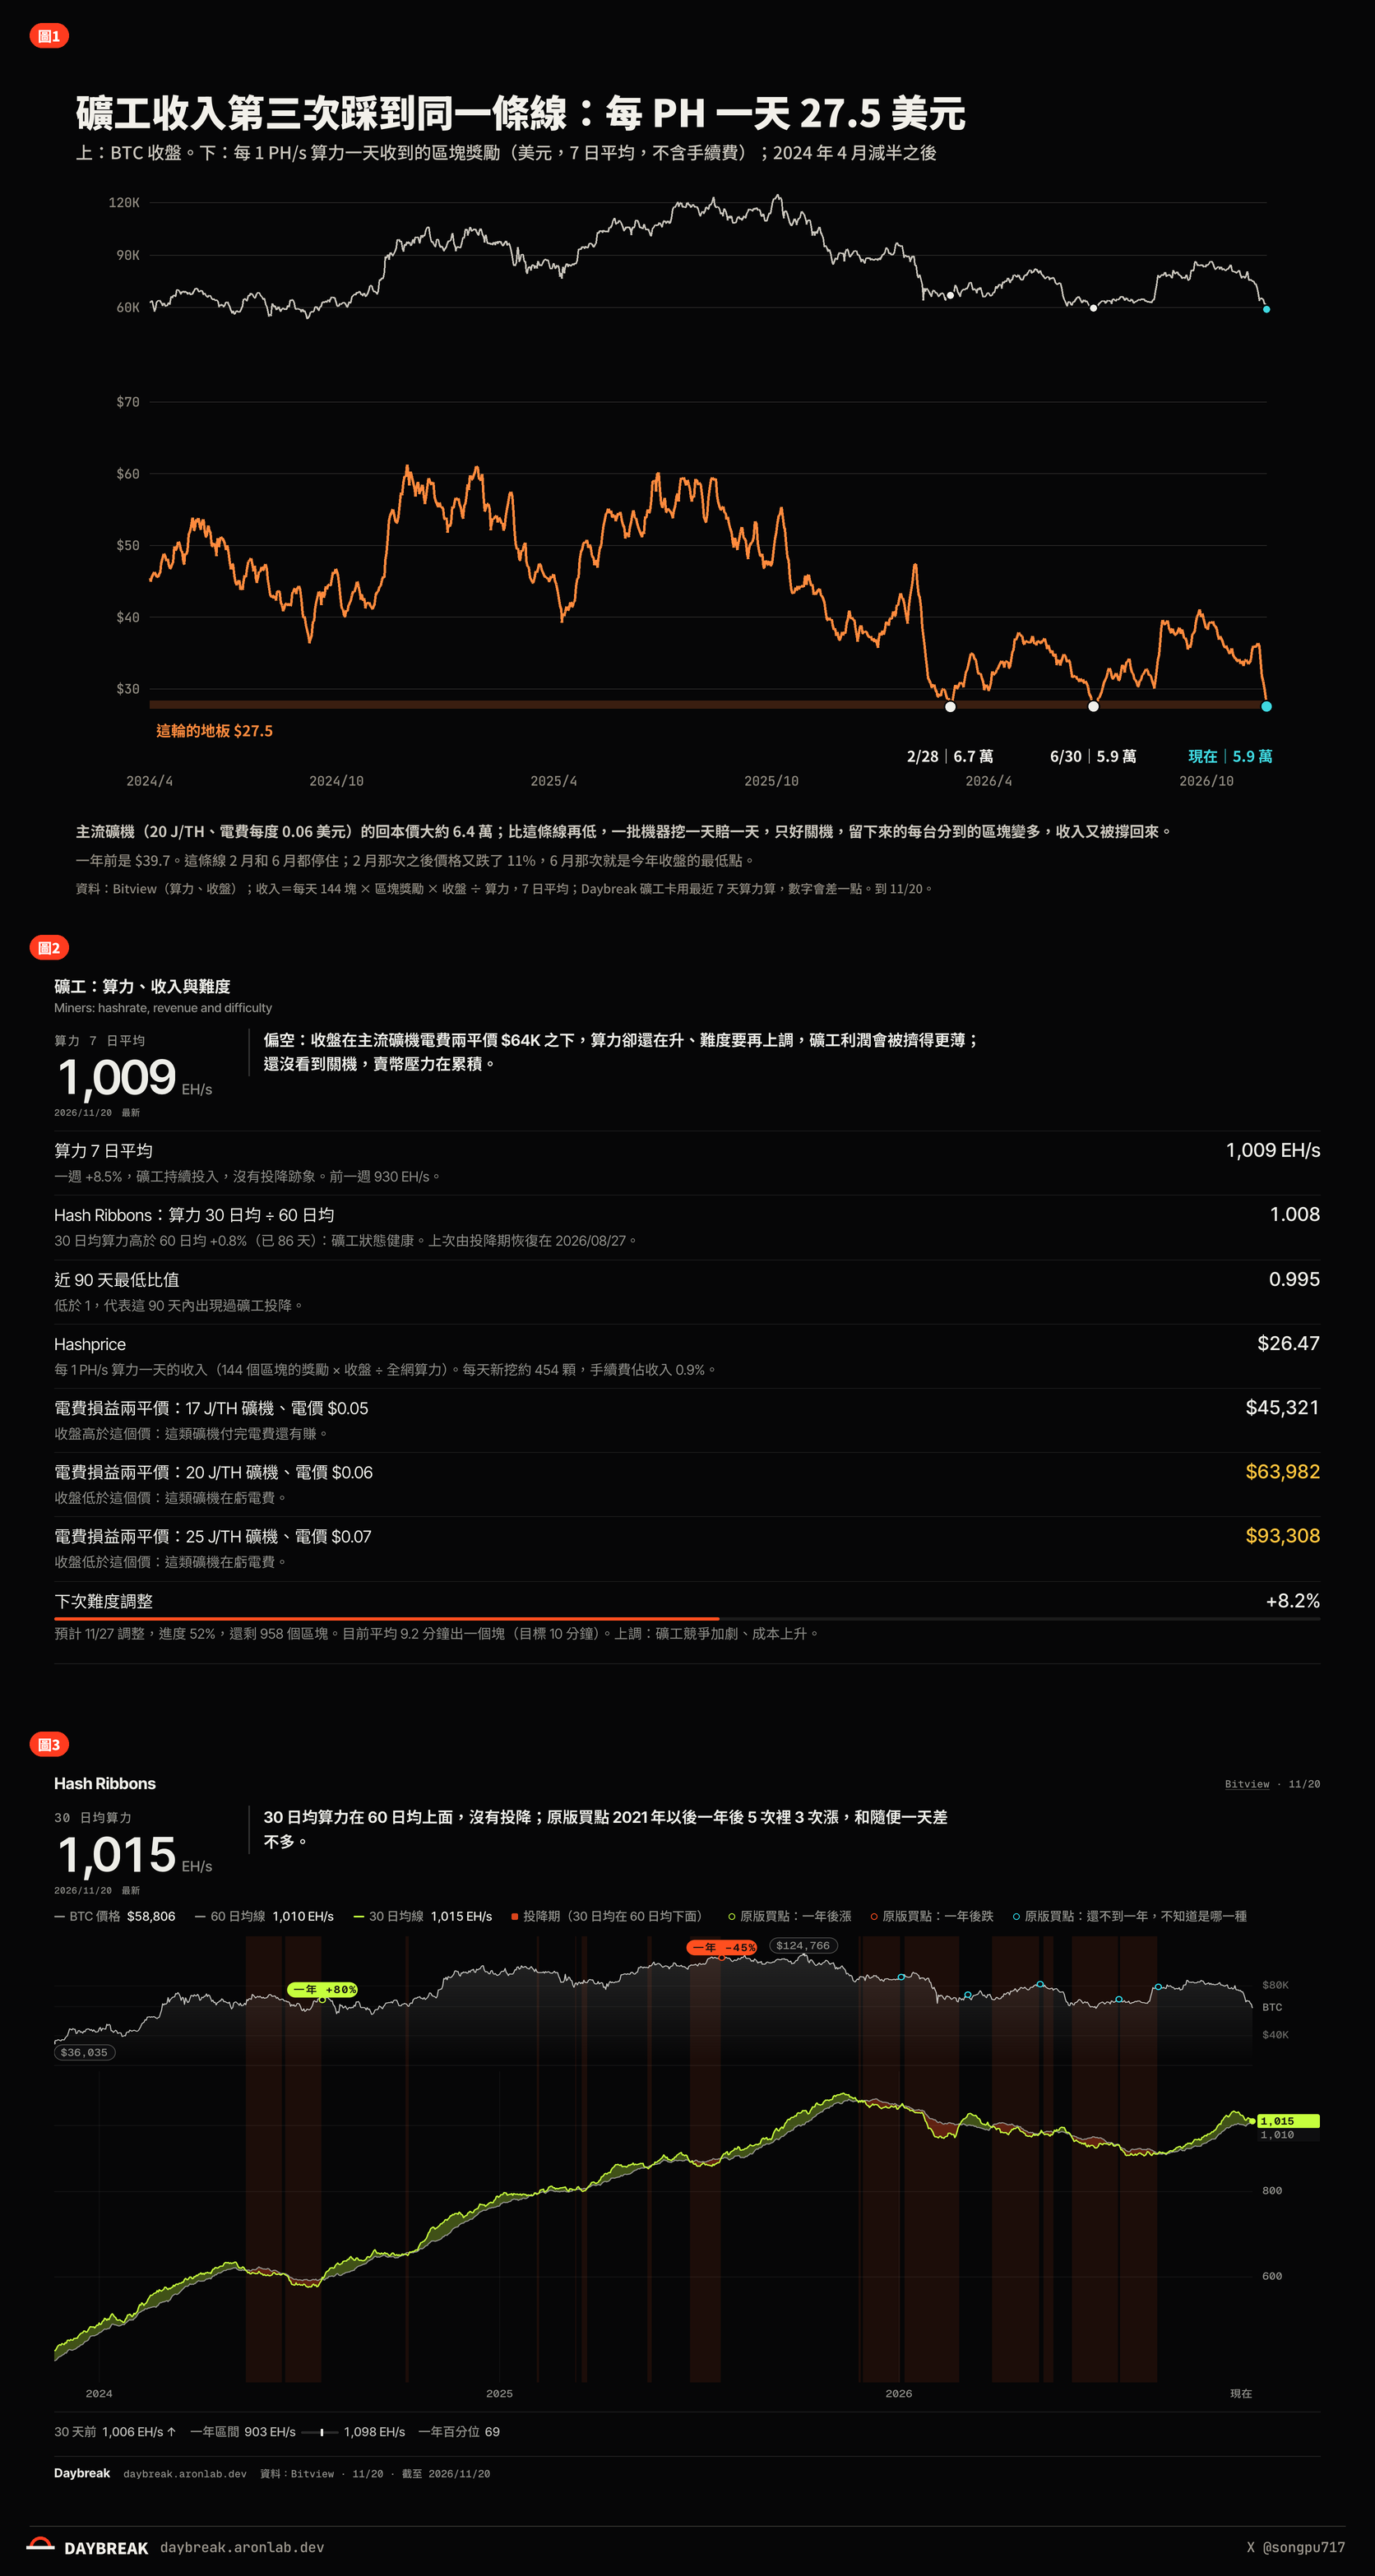 圖1
礦工收入第三次踩到同一條線：每 PH 一天 27.5 美元
上：BTC 收盤。下：每 1 PH/s 算力一天收到的區塊獎勵（美元，7 日平均，不含手續費）；2024 年 4 月減半之後
120K
90K
60K
$70
$60
$50
$40
$30
這輪的地板 $27.5
2/28｜6.7 萬
6/30｜5.9 萬
現在｜5.9 萬
2024/4
2024/10
2025/4
2025/10
2026/4
2026/10
主流礦機（20 J/TH、電費每度 0.06 美元）的回本價大約 6.4 萬；比這條線再低，一批機器挖一天賠一天，只好關機，留下來的每台分到的區塊變多，收入又被撐回來。
一年前是 $39.7。這條線 2 月和 6 月都停住；2 月那次之後價格又跌了 11%，6 月那次就是今年收盤的最低點。
資料：Bitview（算力、收盤）；收入＝每天 144 塊 × 區塊獎勵 × 收盤 ÷ 算力，7 日平均；Daybreak 礦工卡用最近 7 天算力算，數字會差一點。到 11/20。
圖2
礦工：算力、收入與難度
Miners: hashrate, revenue and difficulty
算力 7 日平均
1,009 EH/s
2026/11/20 最新
偏空：收盤在主流礦機電費兩平價 $64K 之下，算力卻還在升、難度要再上調，礦工利潤會被擠得更薄；
還沒看到關機，賣幣壓力在累積。
算力 7 日平均
1,009 EH/s
一週 +8.5%，礦工持續投入，沒有投降跡象。前一週 930 EH/s。
Hash Ribbons：算力 30 日均 ÷ 60 日均
1.008
30 日均算力高於 60 日均 +0.8%（已 86 天）：礦工狀態健康。上次由投降期恢復在 2026/08/27。
近 90 天最低比值
0.995
低於 1，代表這 90 天內出現過礦工投降。
Hashprice
$26.47
每 1 PH/s 算力一天的收入（144 個區塊的獎勵 × 收盤 ÷ 全網算力）。每天新挖約 454 顆，手續費佔收入 0.9%。
電費損益兩平價：17 J/TH 礦機、電價 $0.05
$45,321
收盤高於這個價：這類礦機付完電費還有賺。
電費損益兩平價：20 J/TH 礦機、電價 $0.06
$63,982
收盤低於這個價：這類礦機在虧電費。
電費損益兩平價：25 J/TH 礦機、電價 $0.07
$93,308
收盤低於這個價：這類礦機在虧電費。
下次難度調整
+8.2%
預計 11/27 調整，進度 52%，還剩 958 個區塊。目前平均 9.2 分鐘出一個塊（目標 10 分鐘）。上調：礦工競爭加劇、成本上升。
圖3
Hash Ribbons
Bitview · 11/20
30 日均算力
1,015 EH/s
2026/11/20 最新
30 日均算力在 60 日均上面，沒有投降；原版買點 2021 年以後一年後 5 次裡 3 次漲，和隨便一天差
不多。
BTC 價格 $58,806
60 日均線 1,010 EH/s
30 日均線 1,015 EH/s
投降期（30 日均在 60 日均下面）
原版買點：一年後漲
原版買點：一年後跌
原版買點：還不到一年，不知道是哪一種
一年 -45%
$124,766
一年 +80%
$36,035
$80K
BTC
$40K
1,015
1,010
800
600
2024
2025
2026
現在
30 天前 1,006 EH/s ↑ 一年區間 903 EH/s 1,098 EH/s 一年百分位 69
Daybreak daybreak.aronlab.dev 資料：Bitview · 11/20 · 截至 2026/11/20
DAYBREAK daybreak.aronlab.dev
X @songpu717